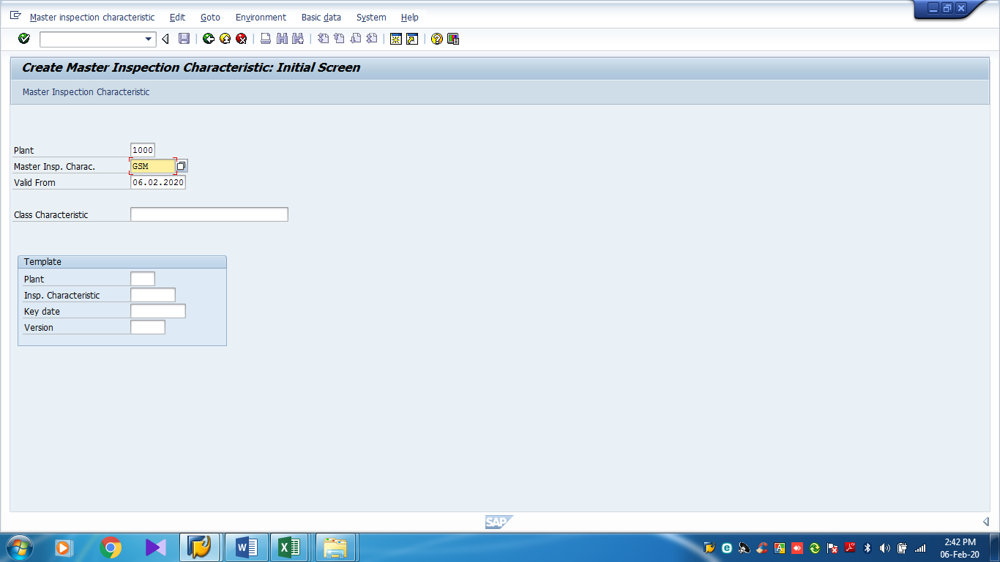 Master inspection characteristic Edit Goto Environment Basic data System Help
Create Master Inspection Characteristic: Initial Screen
Master Inspection Characteristic
Plant 1000
Master Insp. Charac. GSM
Valid From 06.02.2020
Class Characteristic
Template
Plant
Insp. Characteristic
Key date
Version
SAP
2:42 PM
06-Feb-20